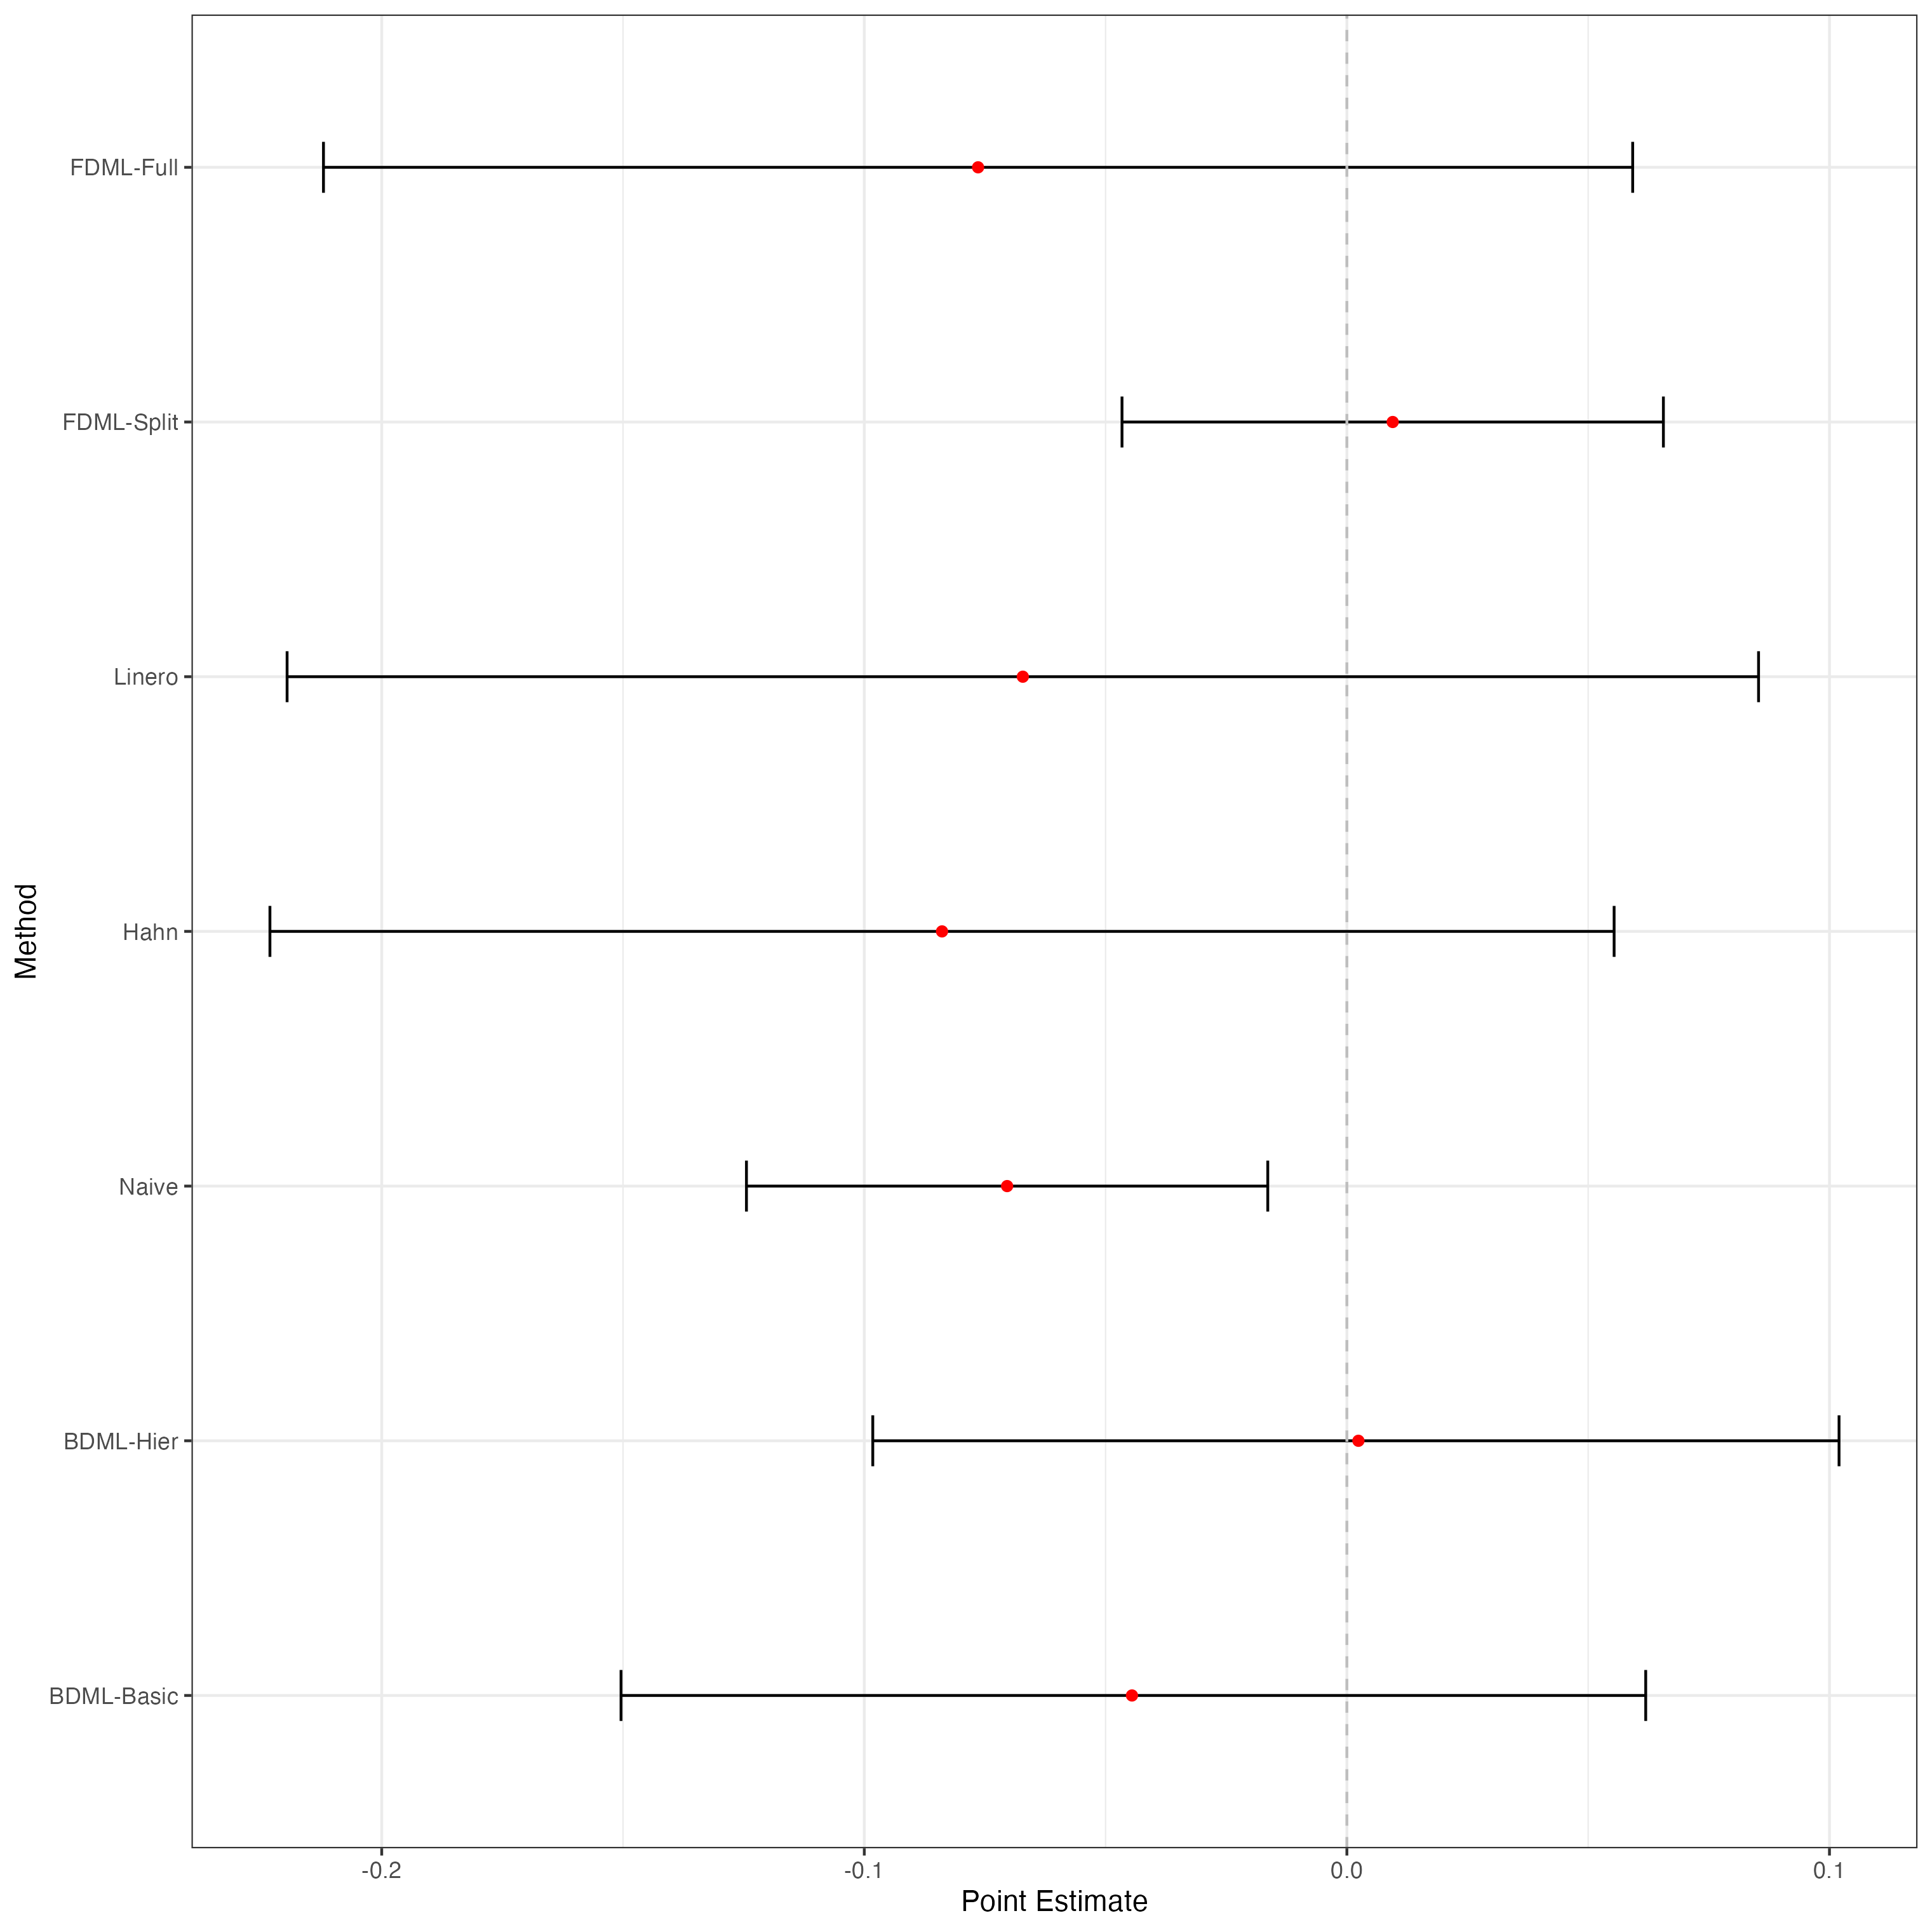 FDML-Full
FDML-Split
Linero
Hahn
Method
Naive
BDML-Hier
BDML-Basic
-0.2
-0.1
0.0
0.1
Point Estimate